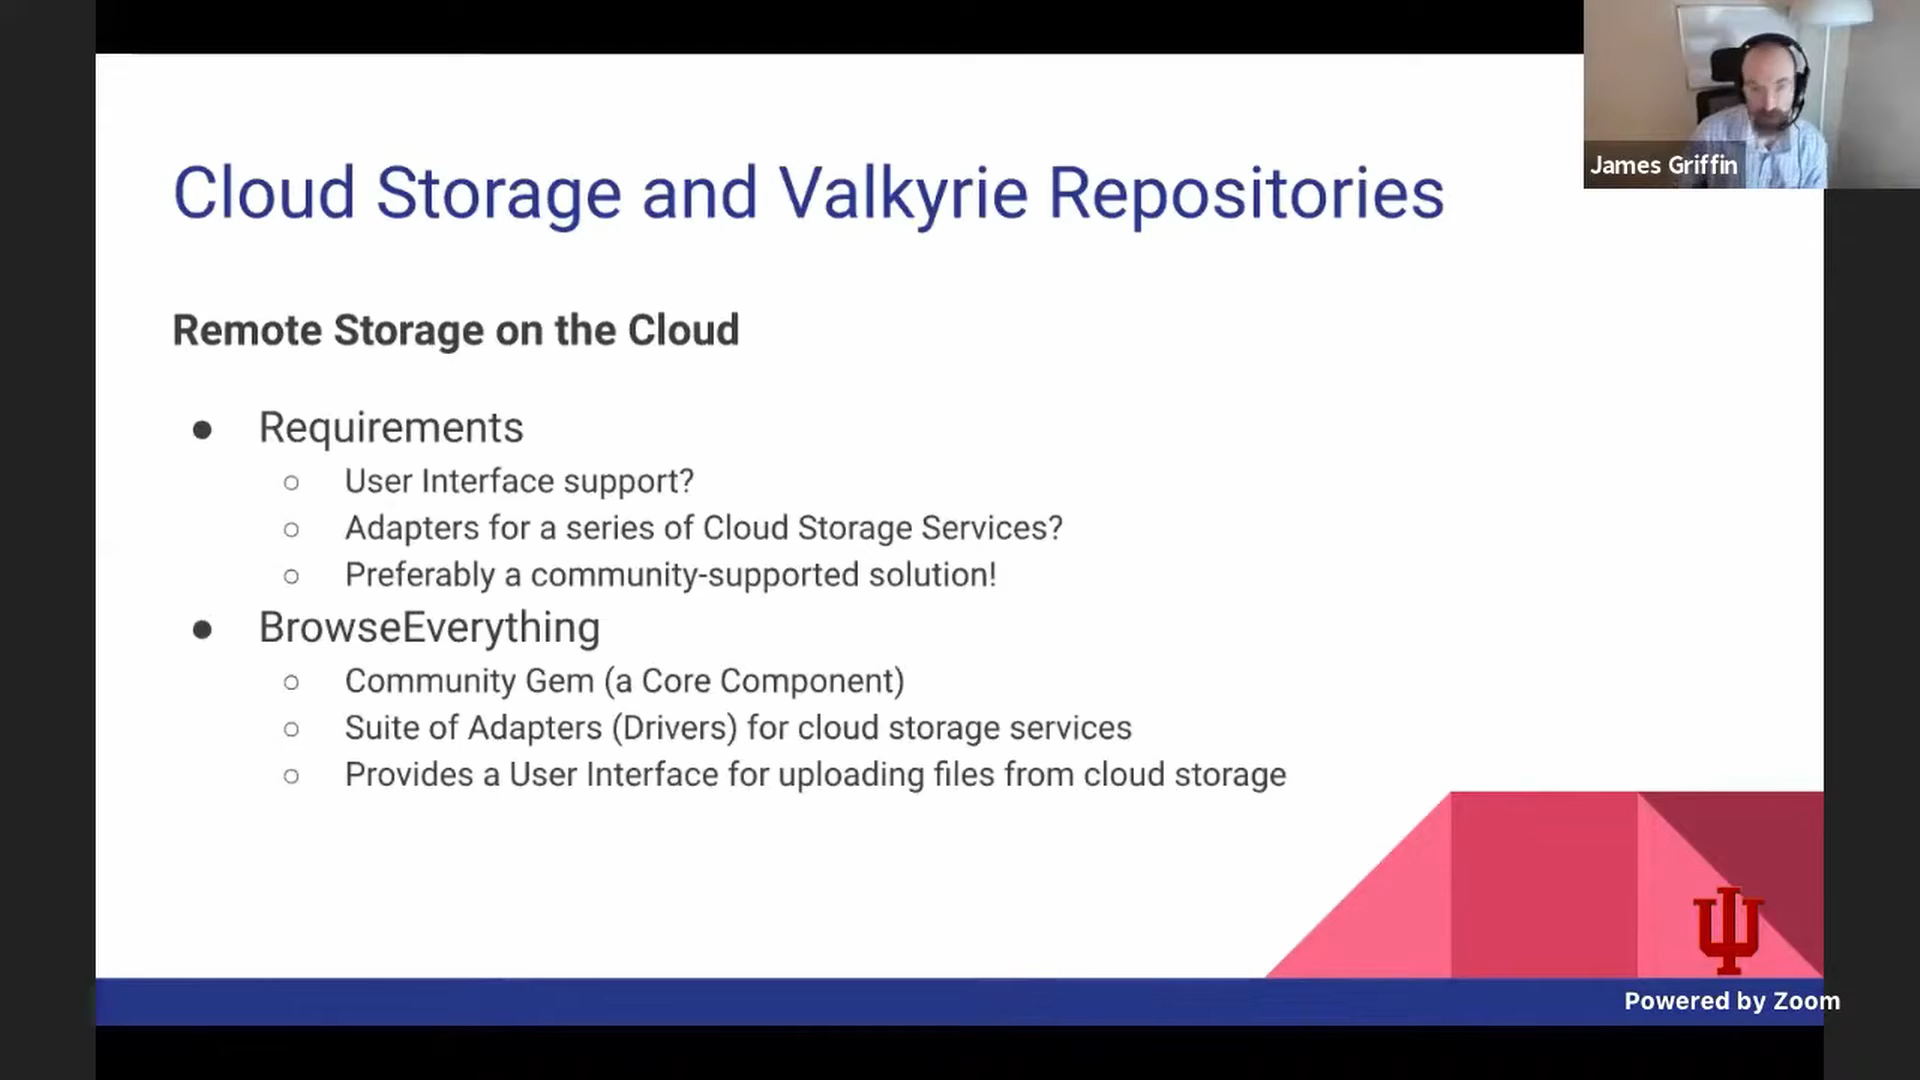 James Griffin
Cloud Storage and Valkyrie Repositories
Remote Storage on the Cloud
● Requirements
○ User Interface support?
○ Adapters for a series of Cloud Storage Services?
○ Preferably a community-supported solution!
● BrowseEverything
○ Community Gem (a Core Component)
○ Suite of Adapters (Drivers) for cloud storage services
○ Provides a User Interface for uploading files from cloud storage
Powered by Zoom